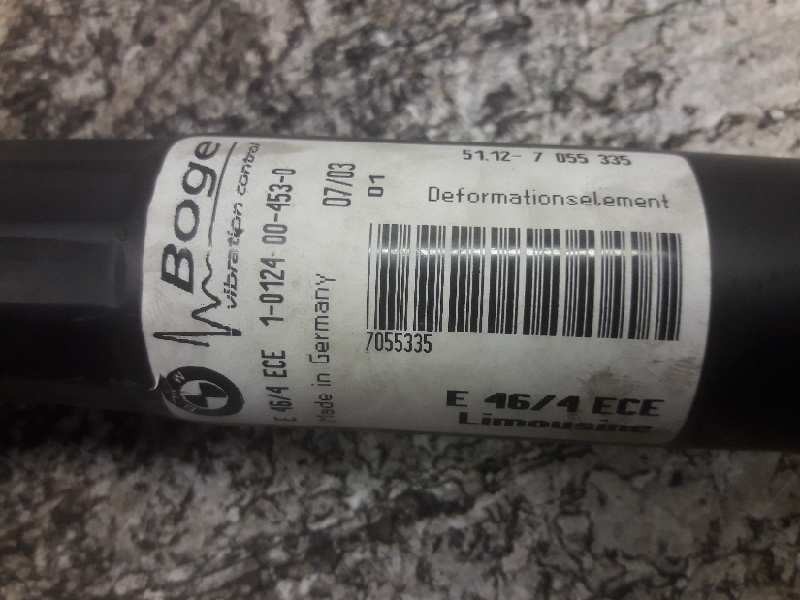 Boge
vibration control
E 46/4 ECE 1-0124 00-453-0
Made in Germany 07/03
01
51.12- 7 055 335
Deformationselement
7055335
E 46/4 ECE
Limousine